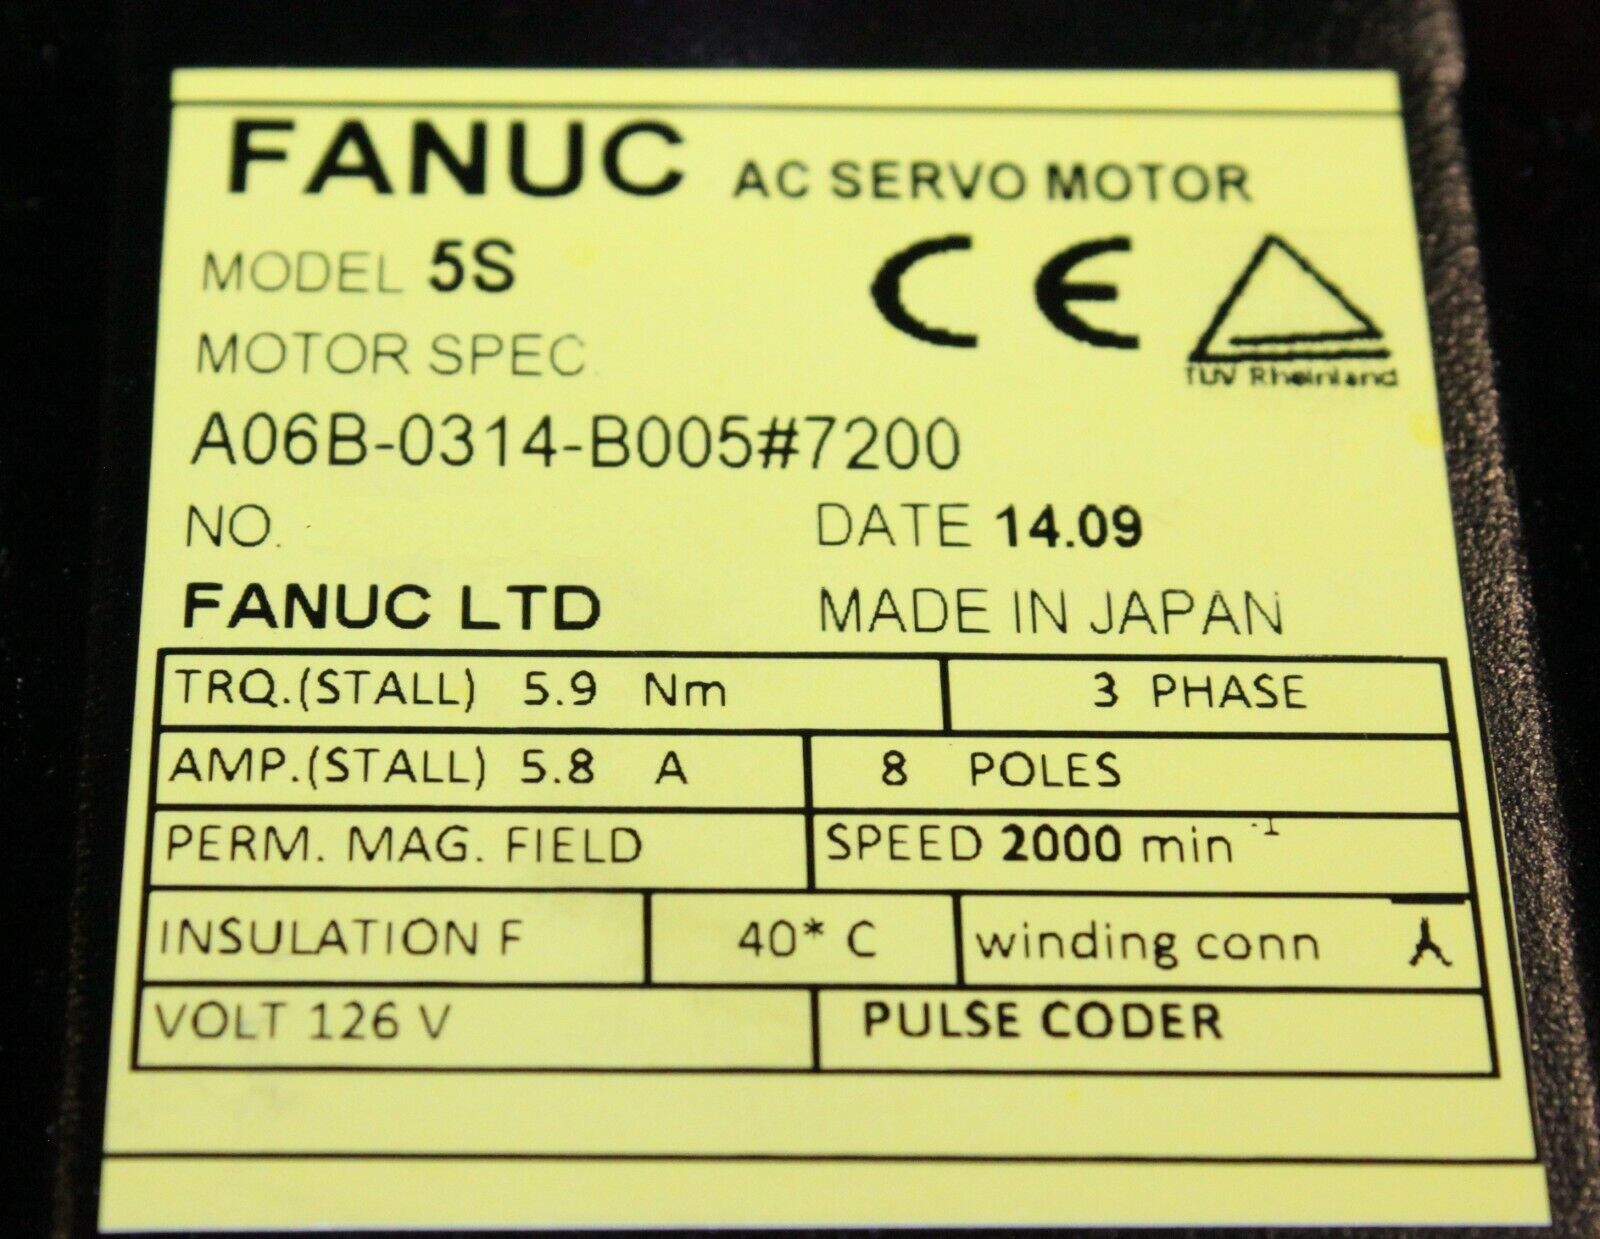 FANUC AC SERVO MOTOR
MODEL 5S
CE
MOTOR SPEC.
TUV Rheinland
A06B-0314-B005#7200
NO. DATE 14.09
FANUC LTD MADE IN JAPAN
TRQ.(STALL) 5.9 Nm 3 PHASE
AMP.(STALL) 5.8 A 8 POLES
PERM. MAG. FIELD SPEED 2000 min⁻¹
INSULATION F 40* C winding conn
VOLT 126 V PULSE CODER